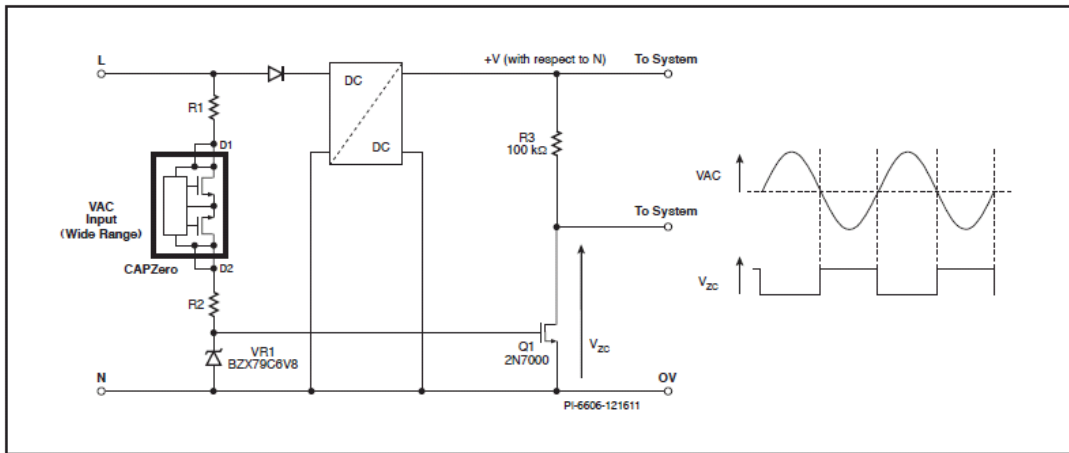 L
+V (with respect to N)
To System
DC
DC
R1
R3
100 kΩ
D1
VAC
Input
(Wide Range)
CAPZero
D2
To System
R2
VR1
BZX79C6V8
Q1
2N7000
VZC
N
0V
PI-6606-121611
VAC
VZC